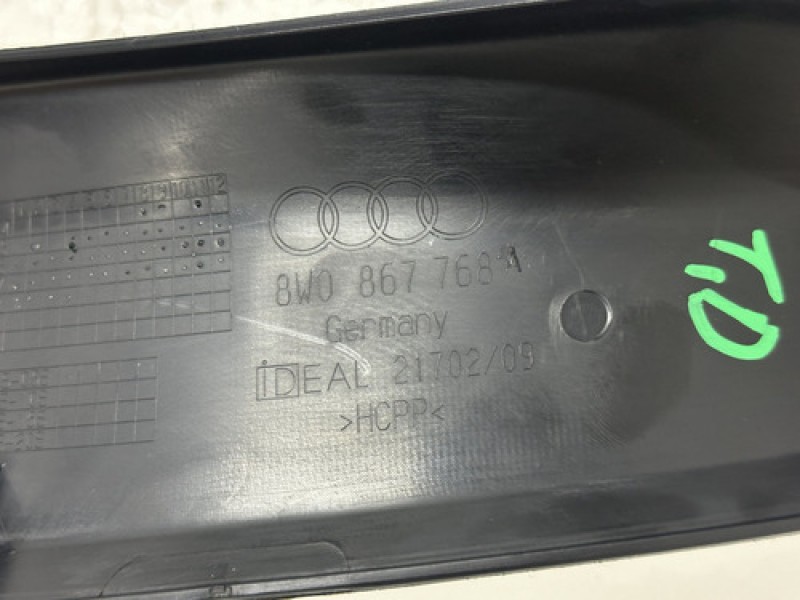 8W0 867 768 A
Germany
iDEAL 21702/09
>HCPP<
T,D